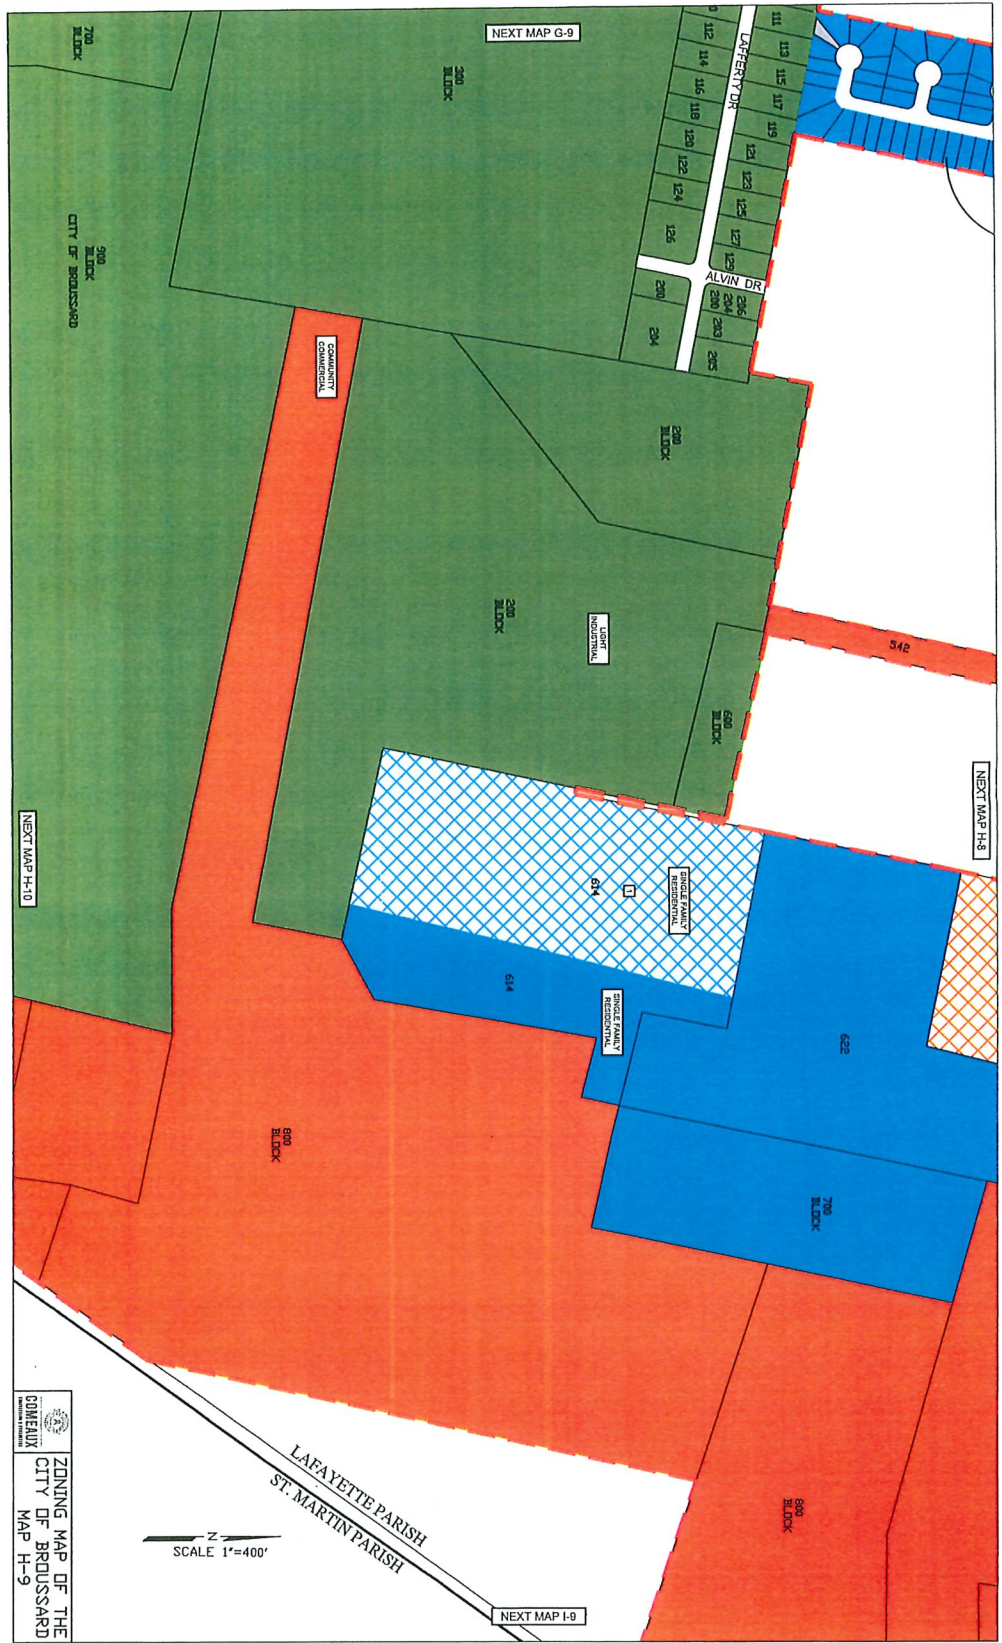 NEXT MAP G-9
700
BLOCK
300
BLOCK
900
BLOCK
CITY OF BROUSSARD
LAFFERTY DR
ALVIN DR
112
114
116
118
120
122
124
126
111
113
115
117
119
121
123
125
127
129
200
204
200
204
206
203
205
COMMUNITY
COMMERCIAL
200
BLOCK
200
BLOCK
LIGHT
INDUSTRIAL
600
BLOCK
542
NEXT MAP H-8
NEXT MAP H-10
SINGLE FAMILY
RESIDENTIAL
1
614
614
SINGLE FAMILY
RESIDENTIAL
622
700
BLOCK
800
BLOCK
800
BLOCK
LAFAYETTE PARISH
ST. MARTIN PARISH
NEXT MAP I-9
N
SCALE 1"=400'
COMEAUX
ZONING MAP OF THE
CITY OF BROUSSARD
MAP H-9